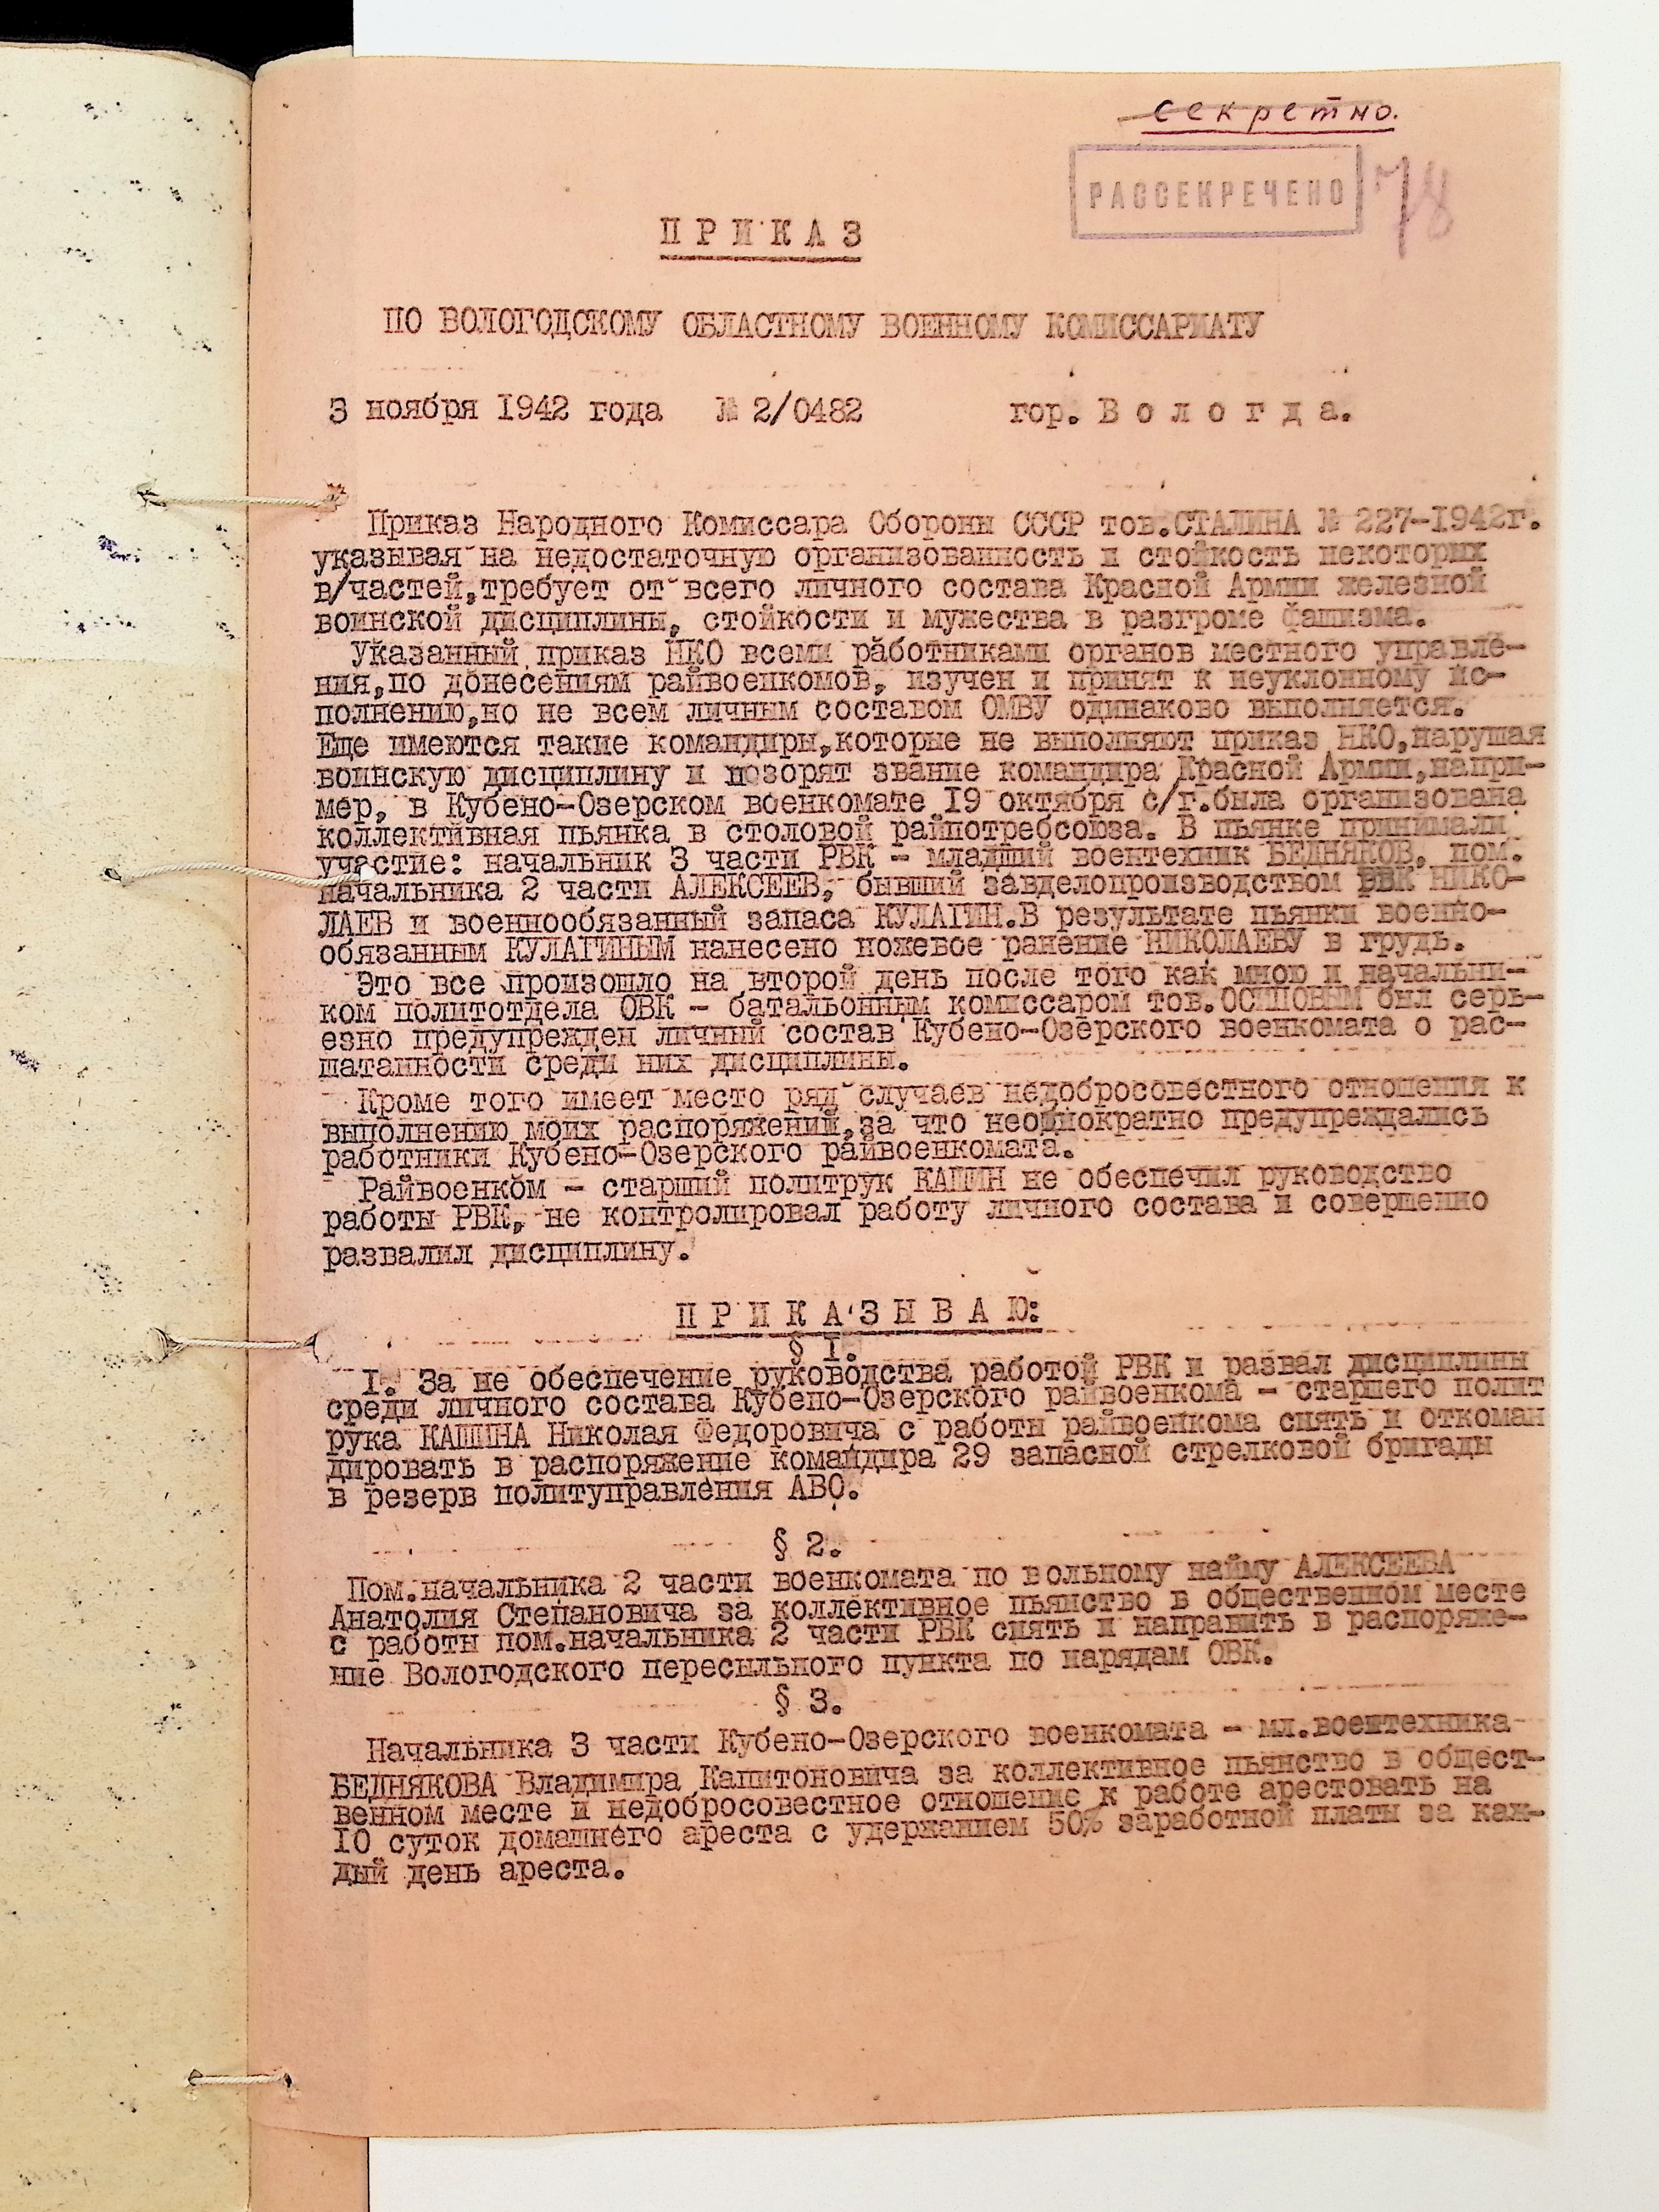 секретно.
РАССЕКРЕЧЕНО
78
ПРИКАЗ
ПО ВОЛОГОДСКОМУ ОБЛАСТНОМУ ВОЕННОМУ КОМИССАРИАТУ
3 ноября 1942 года № 2/0482 гор. Вологда.
Приказ Народного Комиссара Обороны СССР тов.СТАЛИНА № 227-1942г.
указывая на недостаточную организованность и стойкость некоторых
в/частей,требует от всего личного состава Красной Армии железной
воинской дисциплины, стойкости и мужества в разгроме фашизма.
Указанный приказ НКО всеми работниками органов местного управле-
ния,по донесениям райвоенкомов, изучен и принят к неуклонному ис-
полнению,но не всем личным составом ОМВУ одинаково выполняется.
Еще имеются такие командиры,которые не выполняют приказ НКО,нарушая
воинскую дисциплину и позорят звание командира Красной Армии,напри-
мер, в Кубено-Озерском военкомате 19 октября с/г.была организована
коллективная пьянка в столовой райпотребсоюза. В пьянке принимали
участие: начальник 3 части РВК - младший воентехник БЕДНЯКОВ, пом.
начальника 2 части АЛЕКСЕЕВ, бывший завделопроизводством РВК НИКО-
ЛАЕВ и военнообязанный запаса КУЛАГИН.В результате пьянки военно-
обязанным КУЛАГИНЫМ нанесено ножевое ранение НИКОЛАЕВУ в грудь.
Это все произошло на второй день после того как мною и начальни-
ком политотдела ОВК - батальонным комиссаром тов.ОСИПОВЫМ был серь-
езно предупрежден личный состав Кубено-Озерского военкомата о рас-
шатанности среди них дисциплины.
Кроме того имеет место ряд случаев недобросовестного отношения к
выполнению моих распоряжений,за что неоднократно предупреждались
работники Кубено-Озерского райвоенкомата.
Райвоенком - старший политрук КАШИН не обеспечил руководство
работы РВК, не контролировал работу личного состава и совершенно
развалил дисциплину.
ПРИКАЗЫВАЮ:
§ I.
I. За не обеспечение руководства работой РВК и развал дисциплины
среди личного состава Кубено-Озерского райвоенкома - старшего полит
рука КАШИНА Николая Федоровича с работы райвоенкома снять и откоман
дировать в распоряжение командира 29 запасной стрелковой бригады
в резерв политуправления АВО.
§ 2.
Пом.начальника 2 части военкомата по вольному найму АЛЕКСЕЕВА
Анатолия Степановича за коллективное пьянство в общественном месте
с работы пом.начальника 2 части РВК снять и направить в распоряже-
ние Вологодского пересыльного пункта по нарядам ОВК.
§ 3.
Начальника 3 части Кубено-Озерского военкомата - мл.воентехника
БЕДНЯКОВА Владимира Капитоновича за коллективное пьянство в общест-
венном месте и недобросовестное отношение к работе арестовать на
10 суток домашнего ареста с удержанием 50% заработной платы за каж-
дый день ареста.